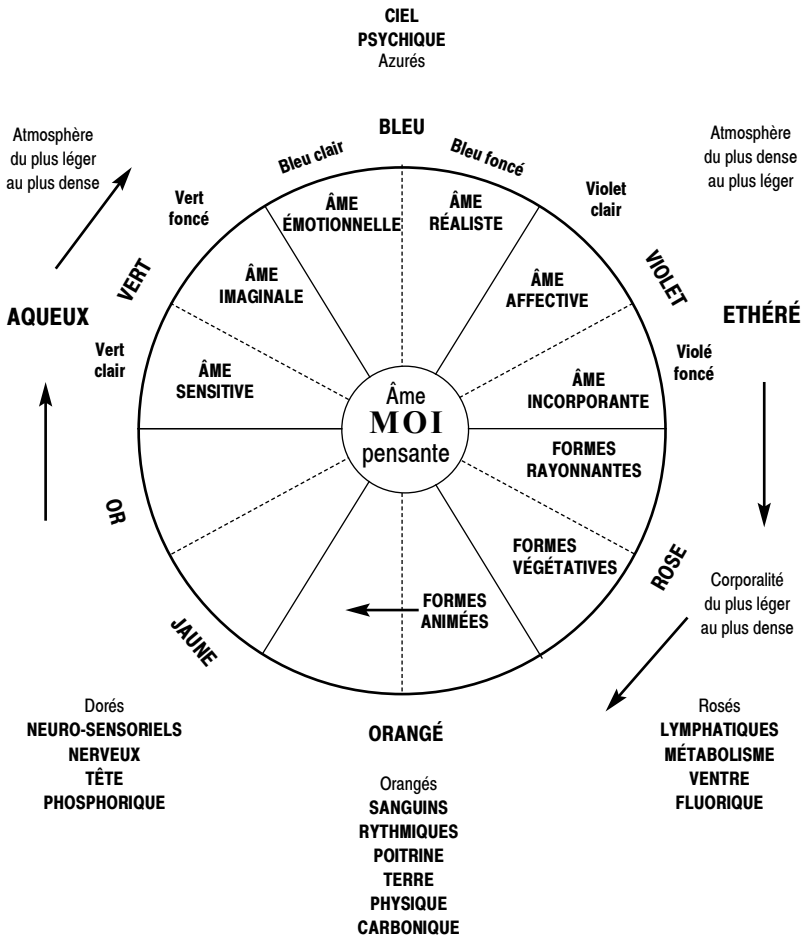 CIEL
PSYCHIQUE
Azurés
BLEU
Atmosphère
du plus léger
au plus dense
Atmosphère
du plus dense
au plus léger
Bleu clair
Bleu foncé
Vert
foncé
Violet
clair
ÂME
ÉMOTIONNELLE
ÂME
RÉALISTE
VERT
VIOLET
ÂME
IMAGINALE
ÂME
AFFECTIVE
AQUEUX
ETHÉRÉ
Vert
clair
Violé
foncé
ÂME
SENSITIVE
ÂME
INCORPORANTE
Âme
MOI
pensante
FORMES
RAYONNANTES
OR
FORMES
VÉGÉTATIVES
ROSE
FORMES
ANIMÉES
Corporalité
du plus léger
au plus dense
JAUNE
Dorés
NEURO-SENSORIELS
NERVEUX
TÊTE
PHOSPHORIQUE
ORANGÉ
Orangés
SANGUINS
RYTHMIQUES
POITRINE
TERRE
PHYSIQUE
CARBONIQUE
Rosés
LYMPHATIQUES
MÉTABOLISME
VENTRE
FLUORIQUE